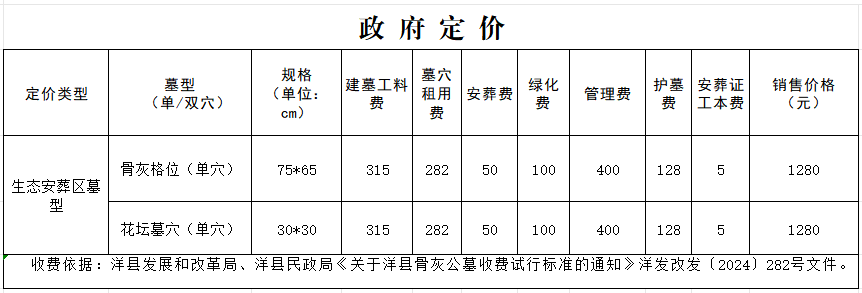 政府定价
定价类型 墓型（单/双穴） 规格（单位：cm） 建墓工料费 墓穴租用费 安葬费 绿化费 管理费 护墓费 安葬证工本费 销售价格（元）
生态安葬区墓型 骨灰格位（单穴） 75*65 315 282 50 100 400 128 5 1280
花坛墓穴（单穴） 30*30 315 282 50 100 400 128 5 1280
收费依据：洋县发展和改革局、洋县民政局《关于洋县骨灰公墓收费试行标准的通知》洋发改发〔2024〕282号文件。